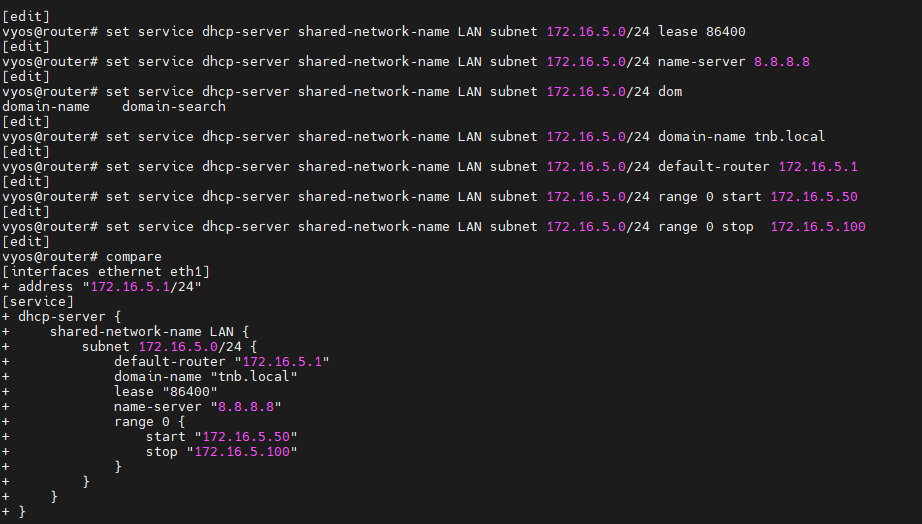 [edit]
vyos@router# set service dhcp-server shared-network-name LAN subnet 172.16.5.0/24 lease 86400
[edit]
vyos@router# set service dhcp-server shared-network-name LAN subnet 172.16.5.0/24 name-server 8.8.8.8
[edit]
vyos@router# set service dhcp-server shared-network-name LAN subnet 172.16.5.0/24 dom
domain-name    domain-search
[edit]
vyos@router# set service dhcp-server shared-network-name LAN subnet 172.16.5.0/24 domain-name tnb.local
[edit]
vyos@router# set service dhcp-server shared-network-name LAN subnet 172.16.5.0/24 default-router 172.16.5.1
[edit]
vyos@router# set service dhcp-server shared-network-name LAN subnet 172.16.5.0/24 range 0 start 172.16.5.50
[edit]
vyos@router# set service dhcp-server shared-network-name LAN subnet 172.16.5.0/24 range 0 stop  172.16.5.100
[edit]
vyos@router# compare
[interfaces ethernet eth1]
+ address "172.16.5.1/24"
[service]
+ dhcp-server {
+     shared-network-name LAN {
+         subnet 172.16.5.0/24 {
+             default-router "172.16.5.1"
+             domain-name "tnb.local"
+             lease "86400"
+             name-server "8.8.8.8"
+             range 0 {
+                 start "172.16.5.50"
+                 stop "172.16.5.100"
+             }
+         }
+     }
+ }